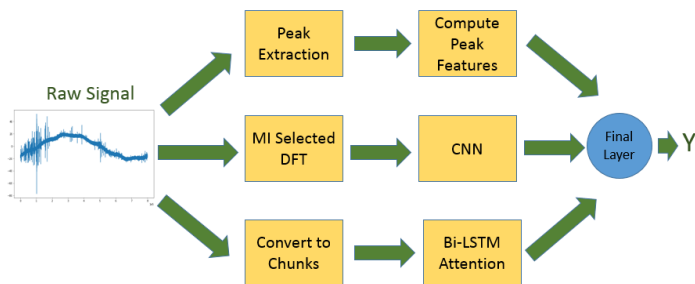 Raw Signal
Peak
Extraction
Compute
Peak
Features
MI Selected
DFT
CNN
Final
Layer
Y
Convert to
Chunks
Bi-LSTM
Attention